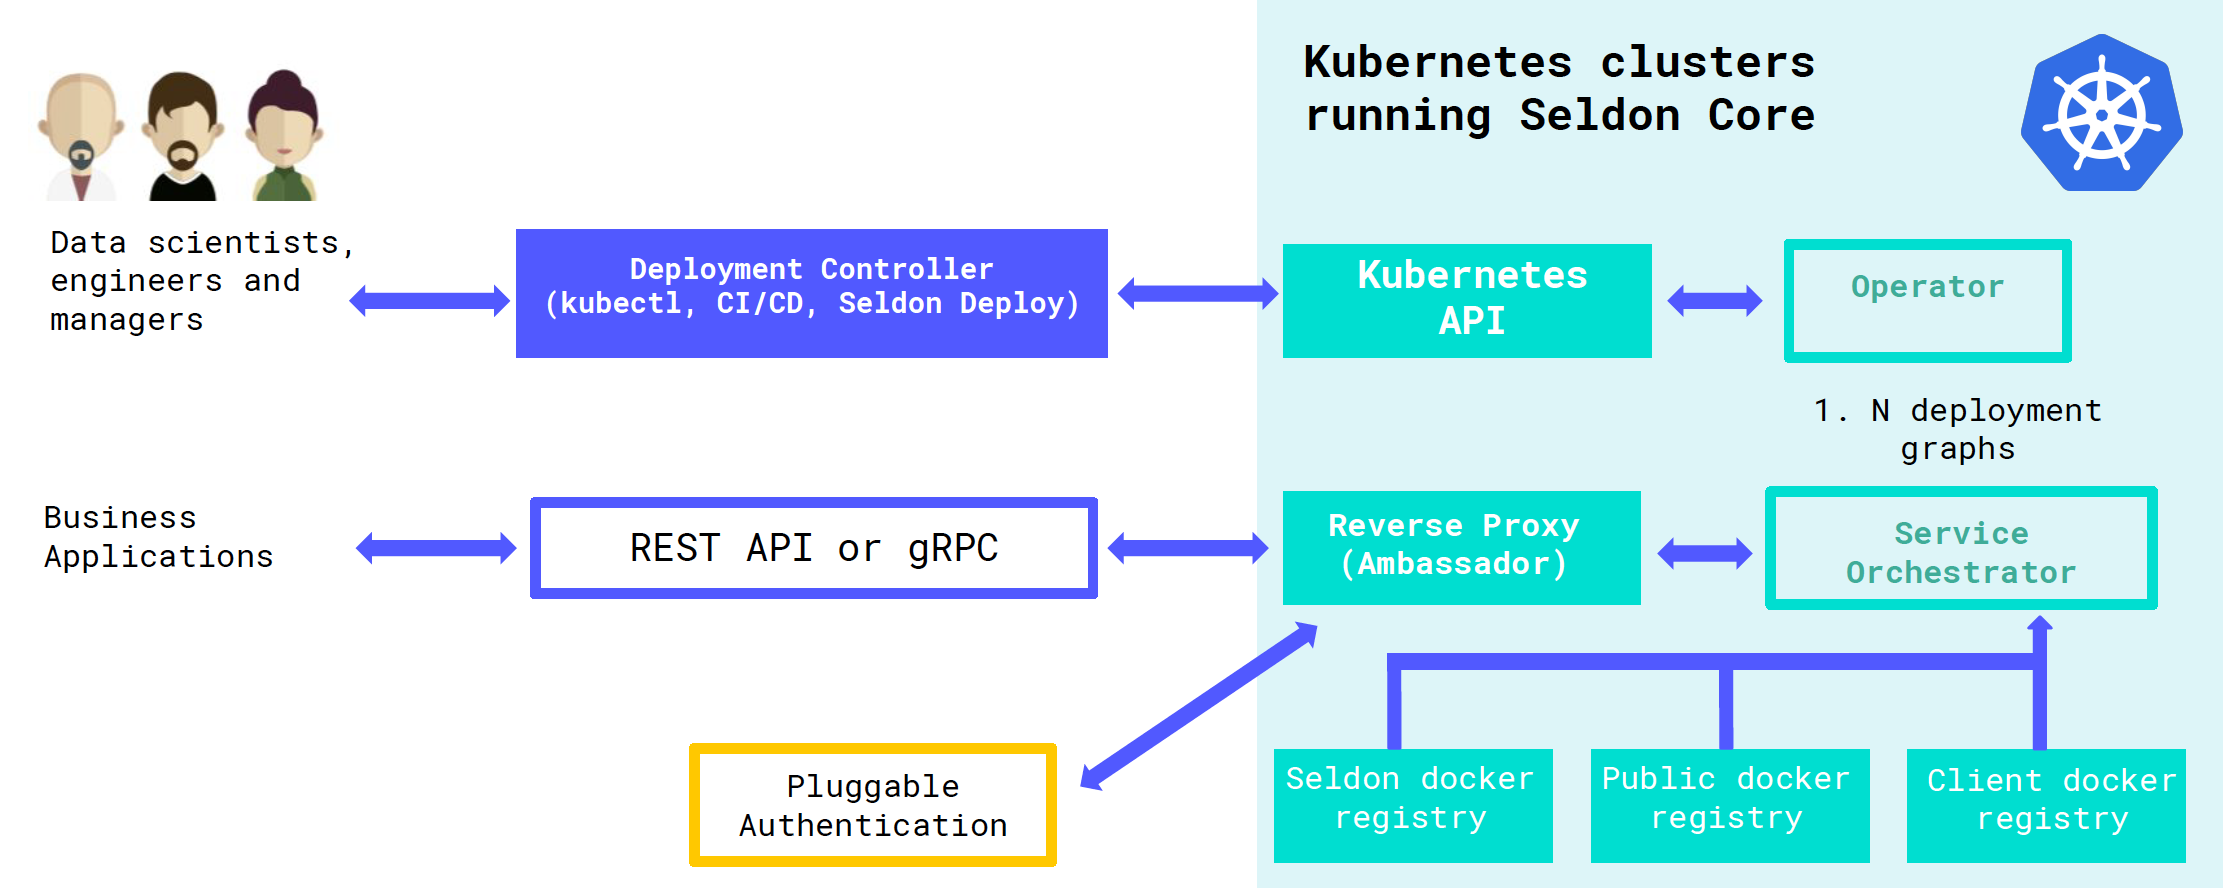 Kubernetes clusters
running Seldon Core
Data scientists,
engineers and
managers
Deployment Controller
(kubectl, CI/CD, Seldon Deploy)
Kubernetes
API
Operator
1. N deployment
graphs
Business
Applications
REST API or gRPC
Reverse Proxy
(Ambassador)
Service
Orchestrator
Pluggable
Authentication
Seldon docker
registry
Public docker
registry
Client docker
registry